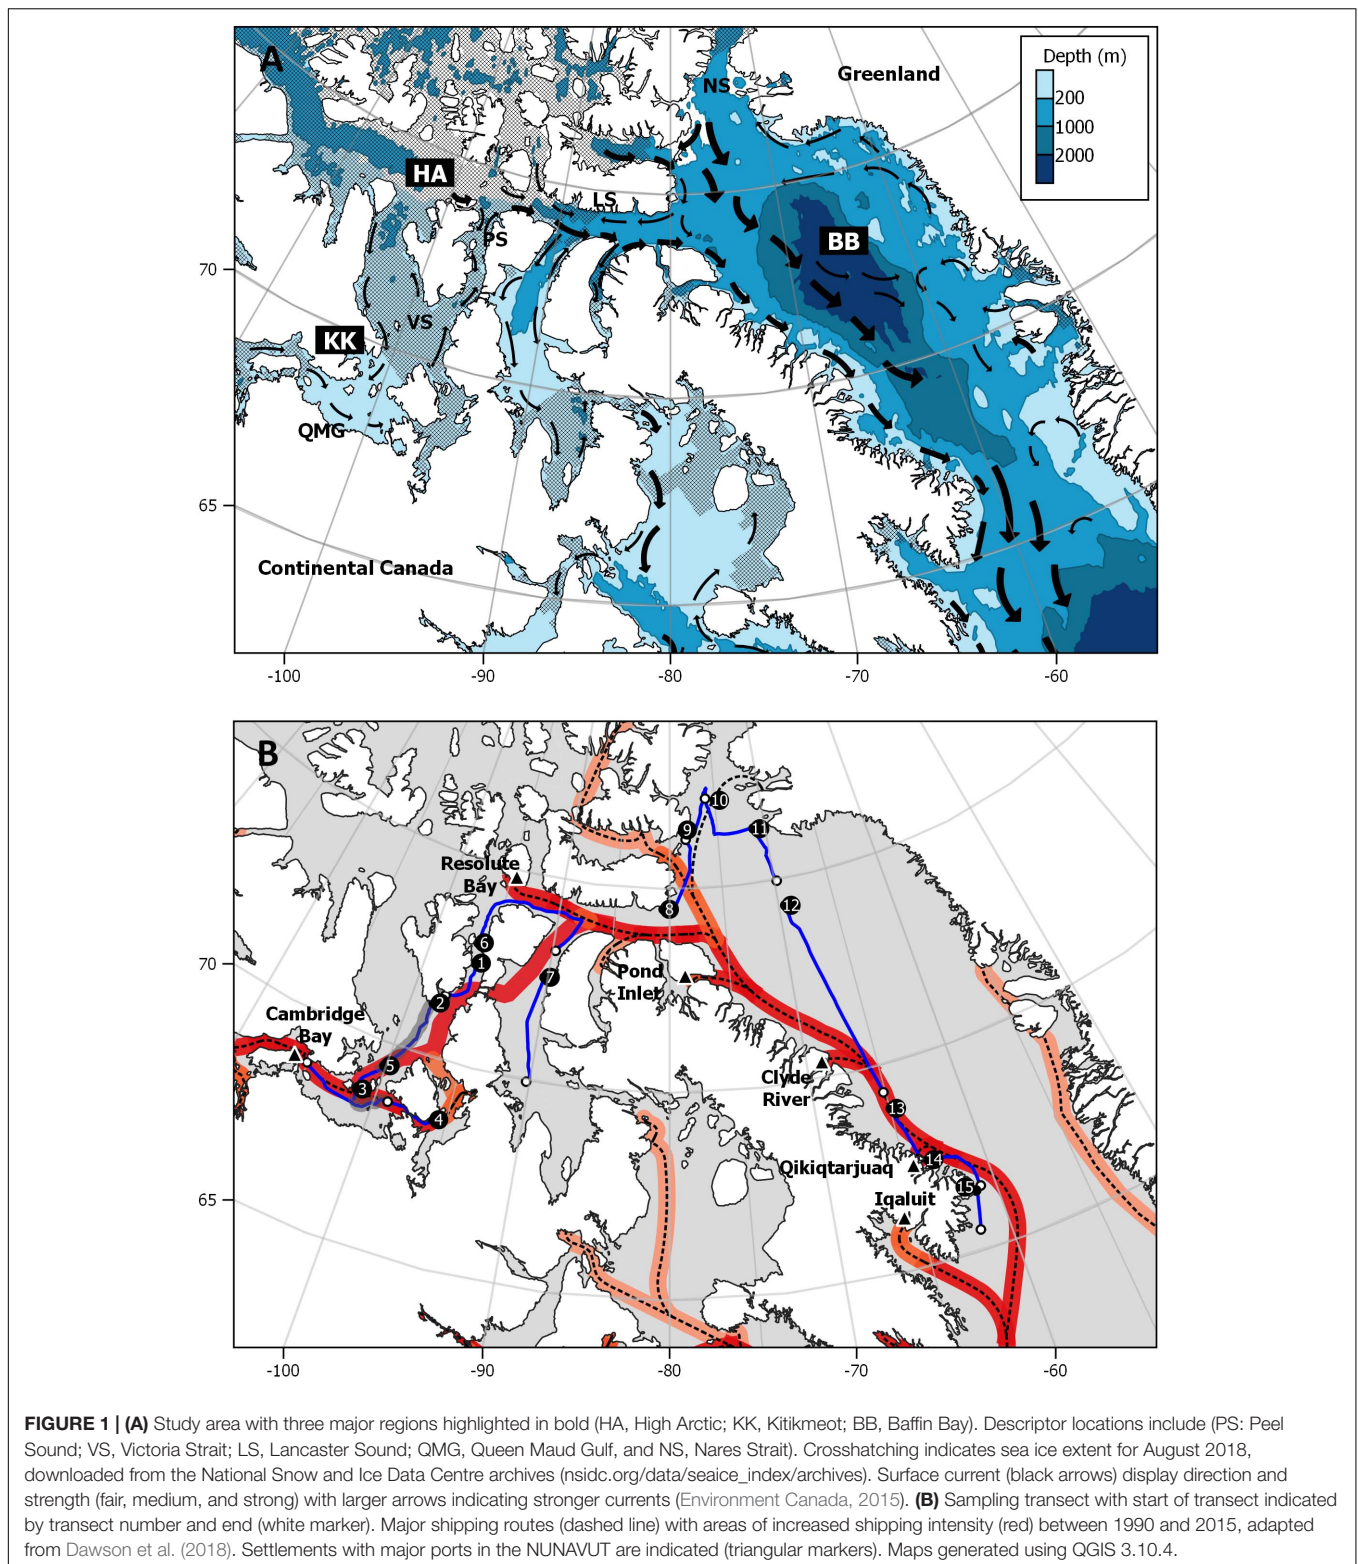 A
NS
Greenland
Depth (m)
200
1000
2000
HA
LS
PS
BB
70
VS
KK
QMG
65
Continental Canada
-100
-90
-80
-70
-60
B
10
9
11
Resolute
Bay
8
12
6
1
7
70
Pond
Inlet
2
Cambridge
Bay
5
3
4
Clyde
River
13
14
Qikiqtarjuaq
15
Iqaluit
65
-100
-90
-80
-70
-60
FIGURE 1 | (A) Study area with three major regions highlighted in bold (HA, High Arctic; KK, Kitikmeot; BB, Baffin Bay). Descriptor locations include (PS: Peel
Sound; VS, Victoria Strait; LS, Lancaster Sound; QMG, Queen Maud Gulf, and NS, Nares Strait). Crosshatching indicates sea ice extent for August 2018,
downloaded from the National Snow and Ice Data Centre archives (nsidc.org/data/seaice_index/archives). Surface current (black arrows) display direction and
strength (fair, medium, and strong) with larger arrows indicating stronger currents (Environment Canada, 2015). (B) Sampling transect with start of transect indicated
by transect number and end (white marker). Major shipping routes (dashed line) with areas of increased shipping intensity (red) between 1990 and 2015, adapted
from Dawson et al. (2018). Settlements with major ports in the NUNAVUT are indicated (triangular markers). Maps generated using QGIS 3.10.4.